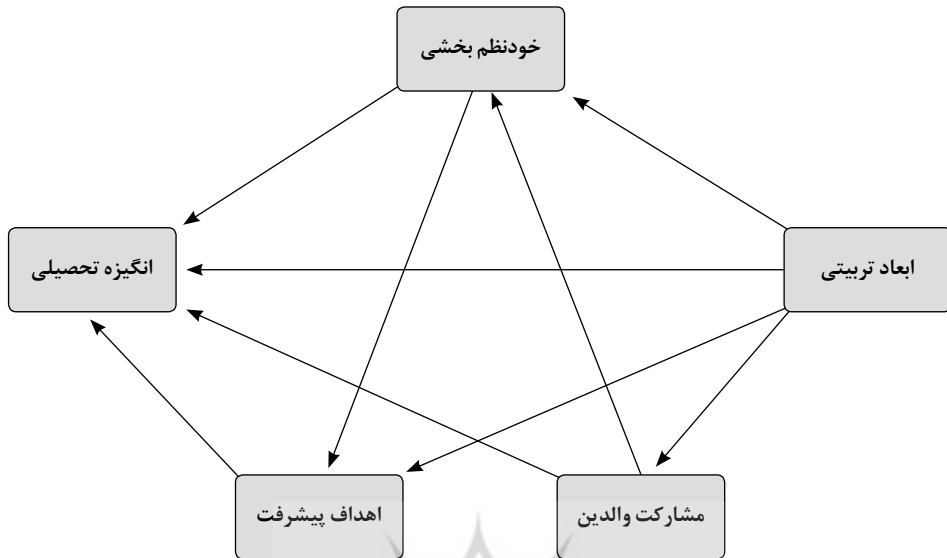 خودنظم بخشی
ابعاد تربیتی
انگیزه تحصیلی
مشارکت والدین
اهداف پیشرفت